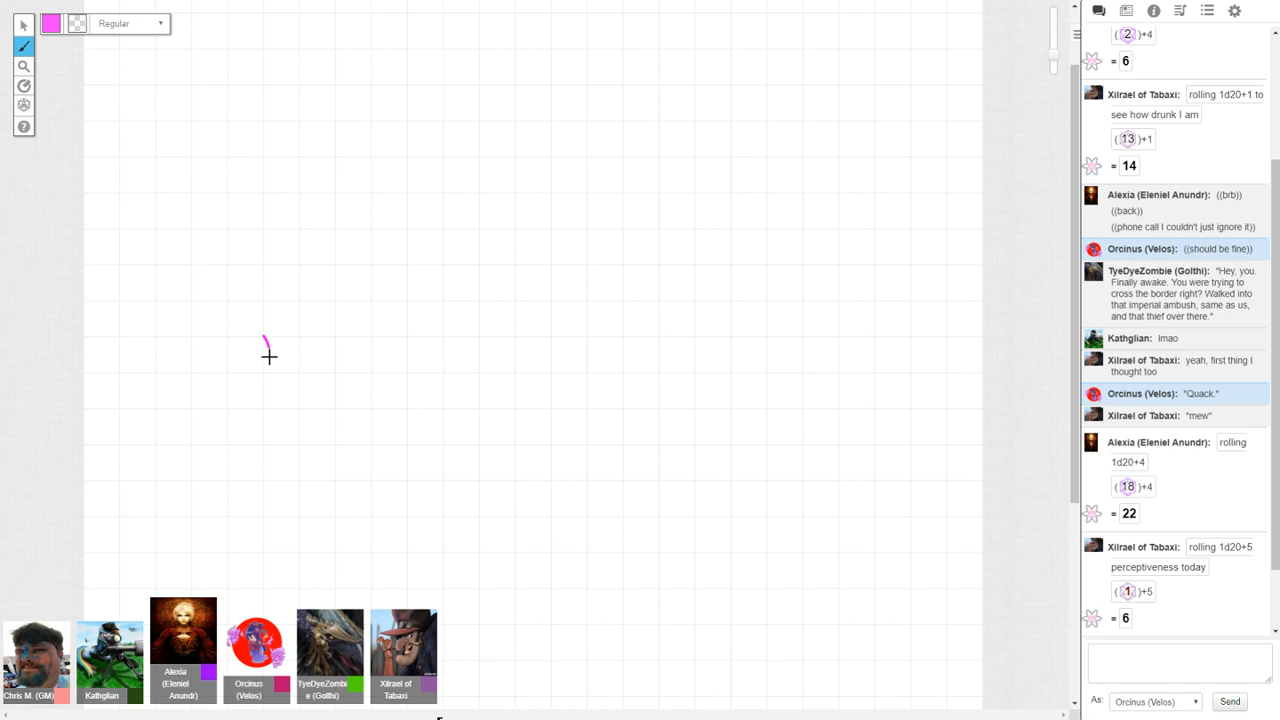 Regular
(2)+4
= 6
Xilrael of Tabaxi: rolling 1d20+1 to
see how drunk I am
(13)+1
= 14
Alexia (Eleniel Anundr): ((brb))
((back))
((phone call I couldn't just ignore it))
Orcinus (Velos): ((should be fine))
TyeDyeZombie (Golthi): "Hey, you.
Finally awake. You were trying to
cross the border right? Walked into
that imperial ambush, same as us,
and that thief over there."
Kathglian: lmao
Xilrael of Tabaxi: yeah, first thing I
thought too
Orcinus (Velos): "Quack."
Xilrael of Tabaxi: "mew"
Alexia (Eleniel Anundr): rolling
1d20+4
(18)+4
= 22
Xilrael of Tabaxi: rolling 1d20+5
perceptiveness today
(1)+5
= 6
Chris M. (GM)
Kathglian
Alexia
(Eleniel
Anundr)
Orcinus
(Velos)
TyeDyeZombi
e (Golthi)
Xilrael of
Tabaxi
As: Orcinus (Velos) Send